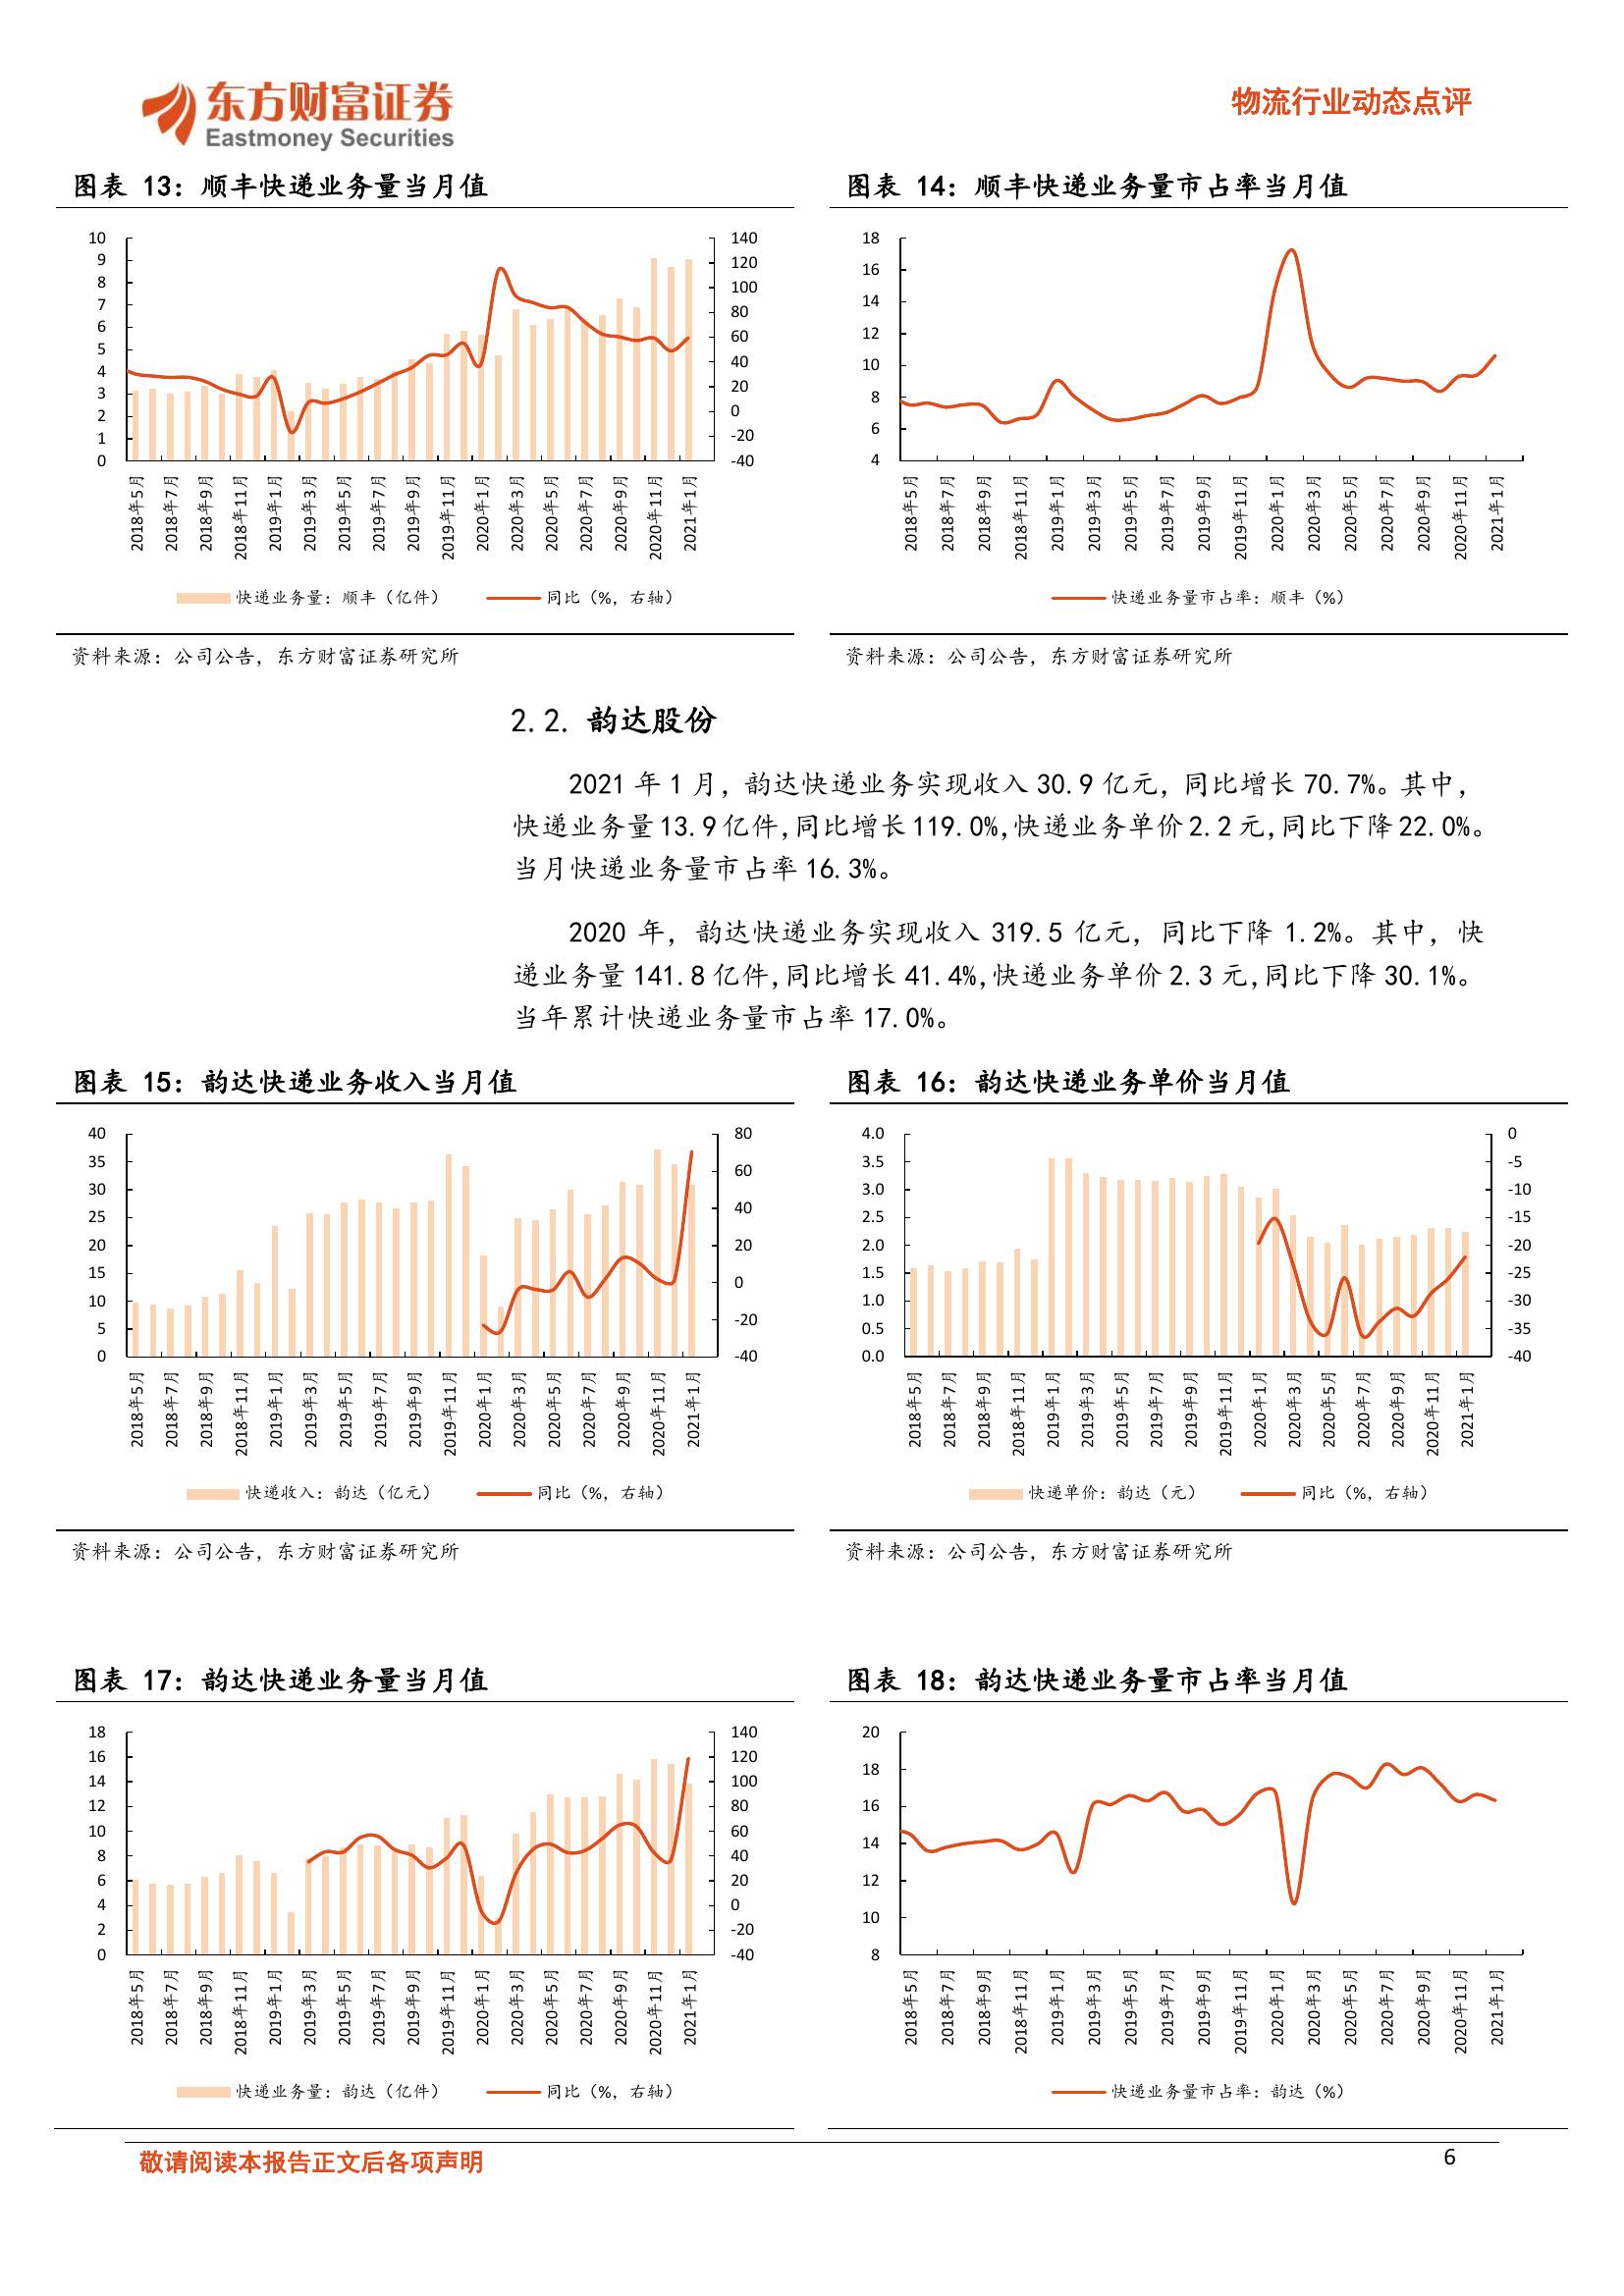 东方财富证券
Eastmoney Securities
物流行业动态点评
图表 13：顺丰快递业务量当月值
图表 14：顺丰快递业务量市占率当月值
10
9
8
7
6
5
4
3
2
1
0
140
120
100
80
60
40
20
0
-20
-40
2018年5月
2018年7月
2018年9月
2018年11月
2019年1月
2019年3月
2019年5月
2019年7月
2019年9月
2019年11月
2020年1月
2020年3月
2020年5月
2020年7月
2020年9月
2020年11月
2021年1月
快递业务量：顺丰（亿件）
同比（%，右轴）
18
16
14
12
10
8
6
4
2018年5月
2018年7月
2018年9月
2018年11月
2019年1月
2019年3月
2019年5月
2019年7月
2019年9月
2019年11月
2020年1月
2020年3月
2020年5月
2020年7月
2020年9月
2020年11月
2021年1月
快递业务量市占率：顺丰（%）
资料来源：公司公告，东方财富证券研究所
资料来源：公司公告，东方财富证券研究所
2.2. 韵达股份
2021 年 1 月，韵达快递业务实现收入 30.9 亿元，同比增长 70.7%。其中，
快递业务量 13.9 亿件，同比增长 119.0%，快递业务单价 2.2 元，同比下降 22.0%。
当月快递业务量市占率 16.3%。
2020 年，韵达快递业务实现收入 319.5 亿元，同比下降 1.2%。其中，快
递业务量 141.8 亿件，同比增长 41.4%，快递业务单价 2.3 元，同比下降 30.1%。
当年累计快递业务量市占率 17.0%。
图表 15：韵达快递业务收入当月值
图表 16：韵达快递业务单价当月值
40
35
30
25
20
15
10
5
0
80
60
40
20
0
-20
-40
2018年5月
2018年7月
2018年9月
2018年11月
2019年1月
2019年3月
2019年5月
2019年7月
2019年9月
2019年11月
2020年1月
2020年3月
2020年5月
2020年7月
2020年9月
2020年11月
2021年1月
快递收入：韵达（亿元）
同比（%，右轴）
4.0
3.5
3.0
2.5
2.0
1.5
1.0
0.5
0.0
0
-5
-10
-15
-20
-25
-30
-35
-40
2018年5月
2018年7月
2018年9月
2018年11月
2019年1月
2019年3月
2019年5月
2019年7月
2019年9月
2019年11月
2020年1月
2020年3月
2020年5月
2020年7月
2020年9月
2020年11月
2021年1月
快递单价：韵达（元）
同比（%，右轴）
资料来源：公司公告，东方财富证券研究所
资料来源：公司公告，东方财富证券研究所
图表 17：韵达快递业务量当月值
图表 18：韵达快递业务量市占率当月值
18
16
14
12
10
8
6
4
2
0
140
120
100
80
60
40
20
0
-20
-40
2018年5月
2018年7月
2018年9月
2018年11月
2019年1月
2019年3月
2019年5月
2019年7月
2019年9月
2019年11月
2020年1月
2020年3月
2020年5月
2020年7月
2020年9月
2020年11月
2021年1月
快递业务量：韵达（亿件）
同比（%，右轴）
20
18
16
14
12
10
8
2018年5月
2018年7月
2018年9月
2018年11月
2019年1月
2019年3月
2019年5月
2019年7月
2019年9月
2019年11月
2020年1月
2020年3月
2020年5月
2020年7月
2020年9月
2020年11月
2021年1月
快递业务量市占率：韵达（%）
敬请阅读本报告正文后各项声明
6